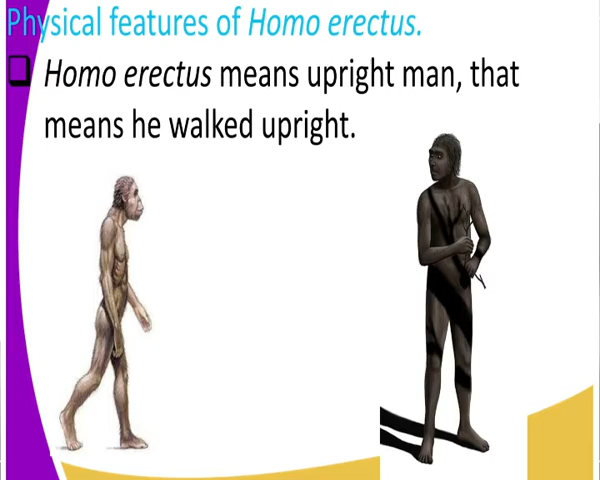 Physical features of Homo erectus.
Homo erectus means upright man, that
means he walked upright.